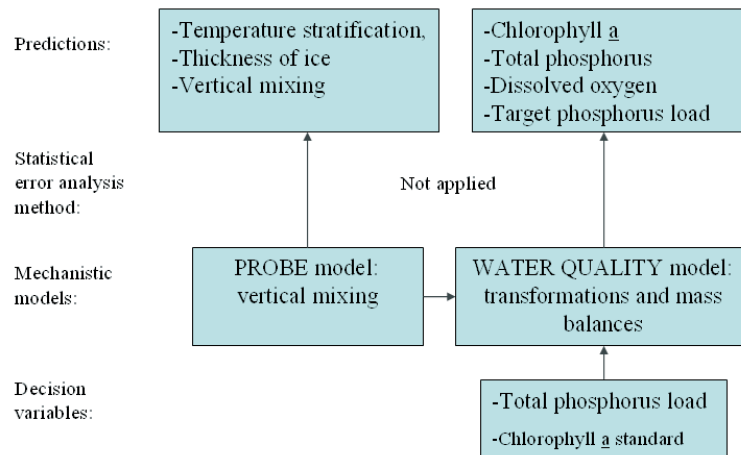 Predictions:
-Temperature stratification,
-Thickness of ice
-Vertical mixing
-Chlorophyll a
-Total phosphorus
-Dissolved oxygen
-Target phosphorus load
Statistical
error analysis
method:
Not applied
Mechanistic
models:
PROBE model:
vertical mixing
WATER QUALITY model:
transformations and mass
balances
Decision
variables:
-Total phosphorus load
-Chlorophyll a standard